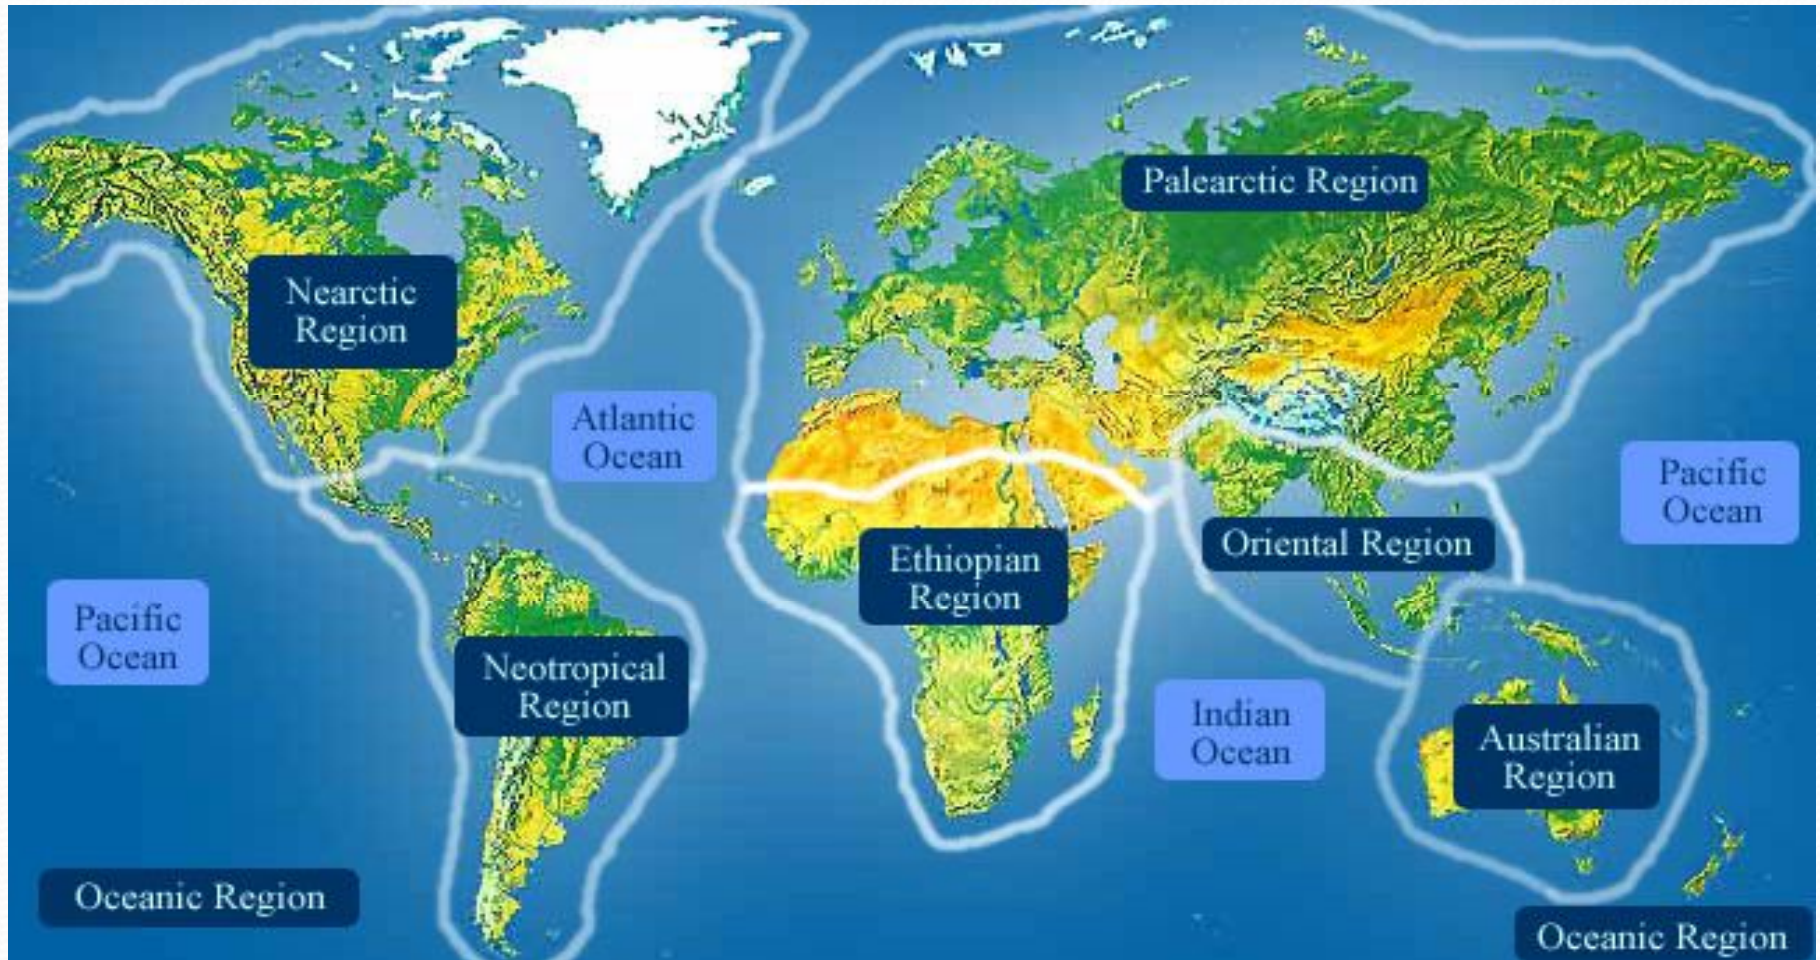 Palearctic Region
Nearctic
Region
Atlantic
Ocean
Pacific
Ocean
Oriental Region
Ethiopian
Region
Pacific
Ocean
Neotropical
Region
Indian
Ocean
Australian
Region
Oceanic Region
Oceanic Region